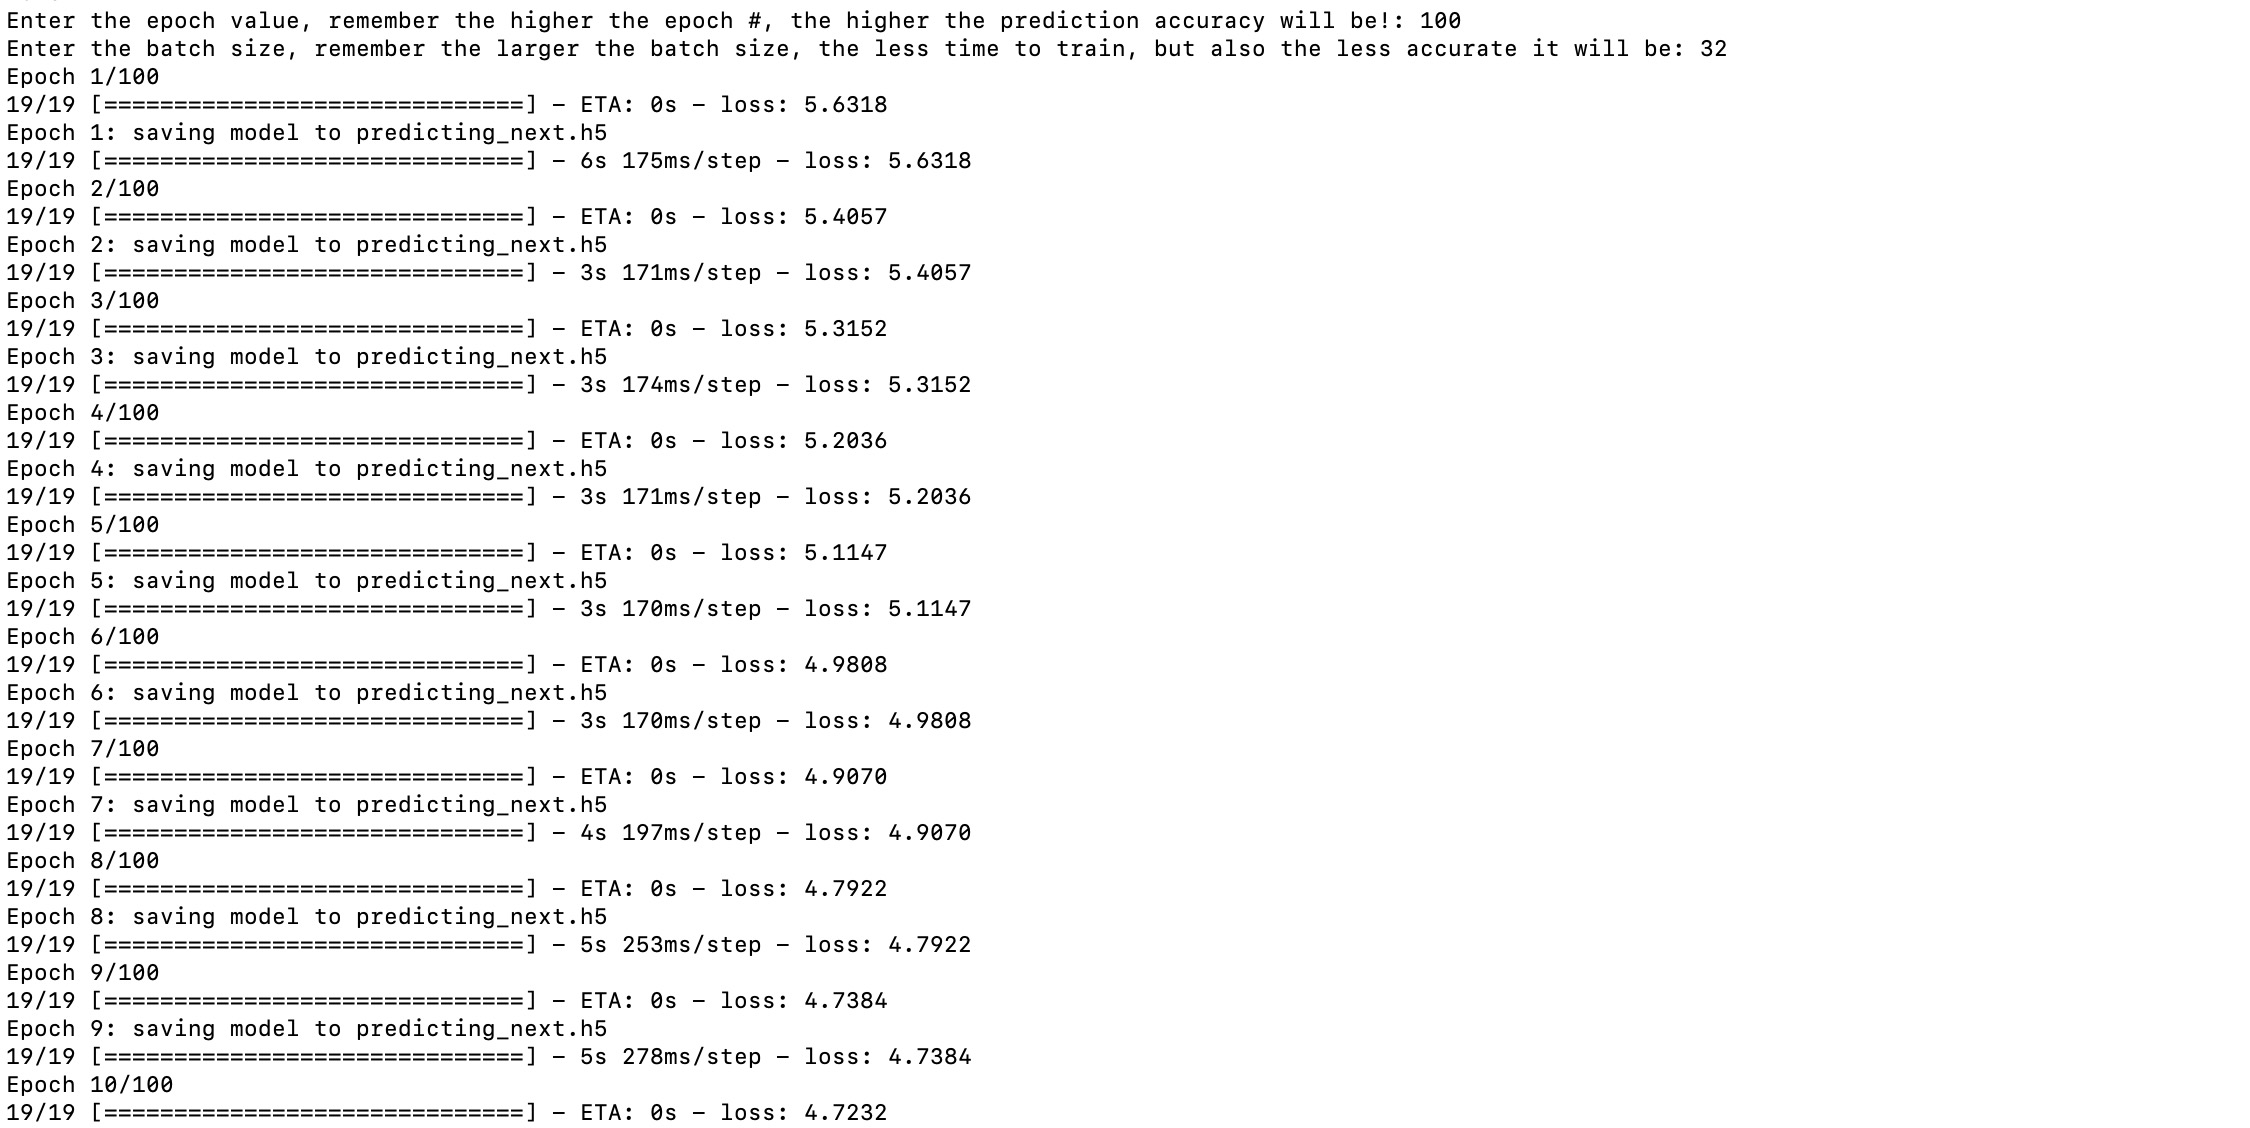 Enter the epoch value, remember the higher the epoch #, the higher the prediction accuracy will be!: 100
Enter the batch size, remember the larger the batch size, the less time to train, but also the less accurate it will be: 32
Epoch 1/100
19/19 [==============================] - ETA: 0s - loss: 5.6318
Epoch 1: saving model to predicting_next.h5
19/19 [==============================] - 6s 175ms/step - loss: 5.6318
Epoch 2/100
19/19 [==============================] - ETA: 0s - loss: 5.4057
Epoch 2: saving model to predicting_next.h5
19/19 [==============================] - 3s 171ms/step - loss: 5.4057
Epoch 3/100
19/19 [==============================] - ETA: 0s - loss: 5.3152
Epoch 3: saving model to predicting_next.h5
19/19 [==============================] - 3s 174ms/step - loss: 5.3152
Epoch 4/100
19/19 [==============================] - ETA: 0s - loss: 5.2036
Epoch 4: saving model to predicting_next.h5
19/19 [==============================] - 3s 171ms/step - loss: 5.2036
Epoch 5/100
19/19 [==============================] - ETA: 0s - loss: 5.1147
Epoch 5: saving model to predicting_next.h5
19/19 [==============================] - 3s 170ms/step - loss: 5.1147
Epoch 6/100
19/19 [==============================] - ETA: 0s - loss: 4.9808
Epoch 6: saving model to predicting_next.h5
19/19 [==============================] - 3s 170ms/step - loss: 4.9808
Epoch 7/100
19/19 [==============================] - ETA: 0s - loss: 4.9070
Epoch 7: saving model to predicting_next.h5
19/19 [==============================] - 4s 197ms/step - loss: 4.9070
Epoch 8/100
19/19 [==============================] - ETA: 0s - loss: 4.7922
Epoch 8: saving model to predicting_next.h5
19/19 [==============================] - 5s 253ms/step - loss: 4.7922
Epoch 9/100
19/19 [==============================] - ETA: 0s - loss: 4.7384
Epoch 9: saving model to predicting_next.h5
19/19 [==============================] - 5s 278ms/step - loss: 4.7384
Epoch 10/100
19/19 [==============================] - ETA: 0s - loss: 4.7232